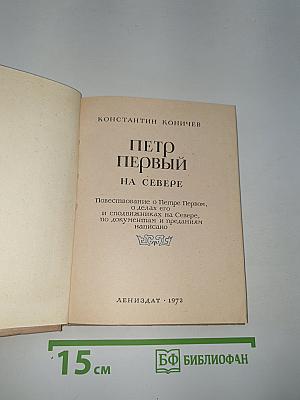 КОНСТАНТИН КОНИЧЕВ
ПЕТР
ПЕРВЫЙ
НА СЕВЕРЕ
Повествование о Петре Первом,
о делах его
и сподвижниках на Севере,
по документам и преданиям
написано
ЛЕНИЗДАТ · 1973
15 см
БФ БИБЛИОФАН